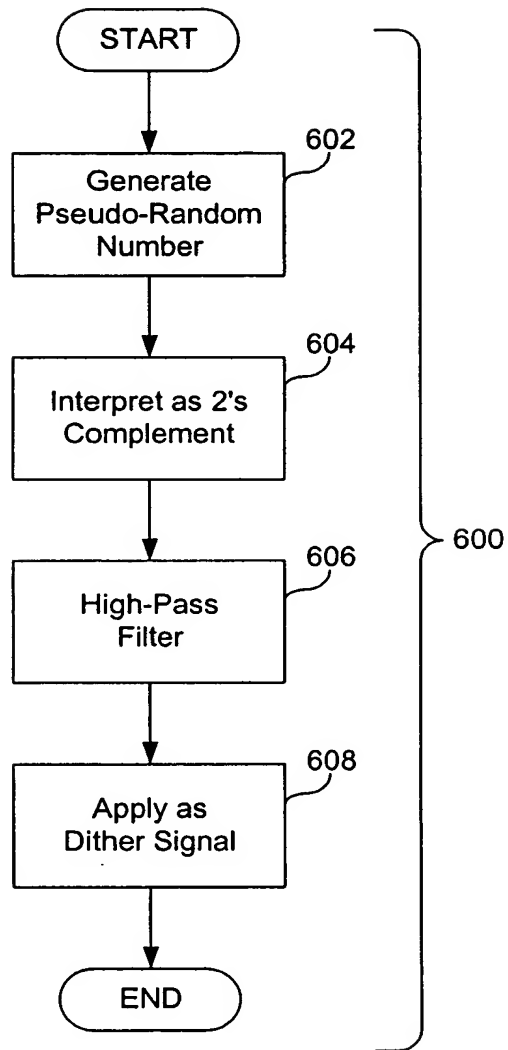 START
602
Generate
Pseudo-Random
Number
604
Interpret as 2's
Complement
600
606
High-Pass
Filter
608
Apply as
Dither Signal
END